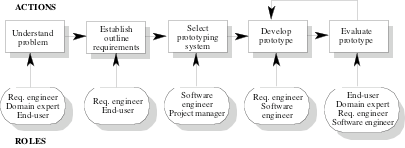 ACTIONS
Understand
problem
Establish
outline
requirements
Select
prototyping
system
Develop
prototype
Evaluate
prototype
Req. engineer
Domain expert
End-user
Req. engineer
End-user
Software
engineer
Project manager
Req. engineer
Software
engineer
End-user
Domain expert
Req. engineer
Software engineer
ROLES